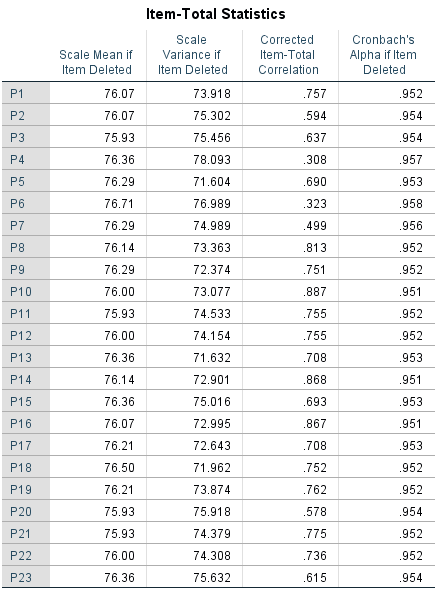 Item-Total Statistics
Scale Mean if Item Deleted Scale Variance if Item Deleted Corrected Item-Total Correlation Cronbach's Alpha if Item Deleted
P1 76.07 73.918 .757 .952
P2 76.07 75.302 .594 .954
P3 75.93 75.456 .637 .954
P4 76.36 78.093 .308 .957
P5 76.29 71.604 .690 .953
P6 76.71 76.989 .323 .958
P7 76.29 74.989 .499 .956
P8 76.14 73.363 .813 .952
P9 76.29 72.374 .751 .952
P10 76.00 73.077 .887 .951
P11 75.93 74.533 .755 .952
P12 76.00 74.154 .755 .952
P13 76.36 71.632 .708 .953
P14 76.14 72.901 .868 .951
P15 76.36 75.016 .693 .953
P16 76.07 72.995 .867 .951
P17 76.21 72.643 .708 .953
P18 76.50 71.962 .752 .952
P19 76.21 73.874 .762 .952
P20 75.93 75.918 .578 .954
P21 75.93 74.379 .775 .952
P22 76.00 74.308 .736 .952
P23 76.36 75.632 .615 .954